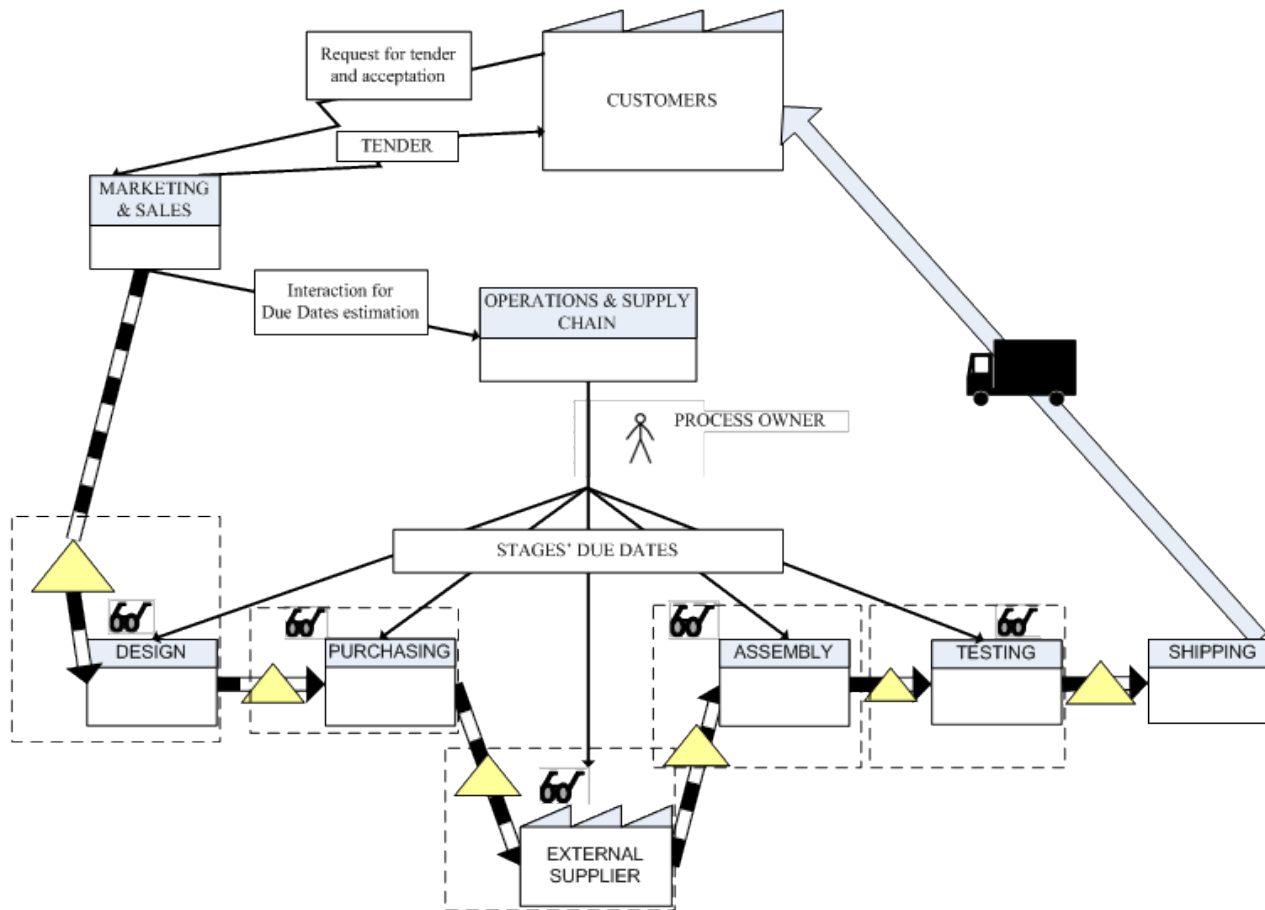 Request for tender
and acceptation
CUSTOMERS
TENDER
MARKETING
& SALES
Interaction for
Due Dates estimation
OPERATIONS & SUPPLY
CHAIN
PROCESS OWNER
STAGES' DUE DATES
DESIGN
PURCHASING
ASSEMBLY
TESTING
SHIPPING
EXTERNAL
SUPPLIER